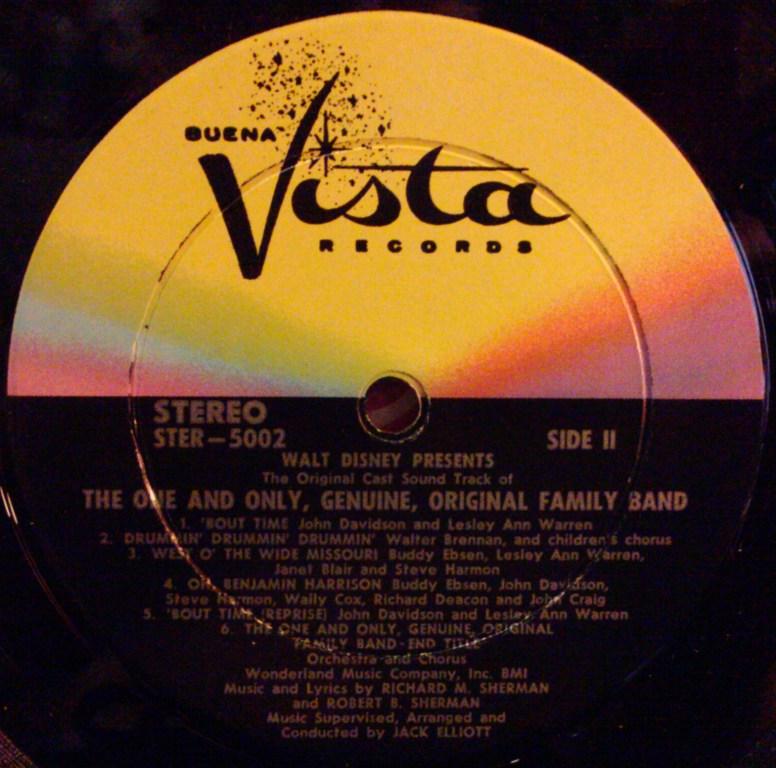 BUENA
Vista
RECORDS
STEREO
STER-5002 SIDE II
WALT DISNEY PRESENTS
The Original Cast Sound Track of
THE ONE AND ONLY, GENUINE, ORIGINAL FAMILY BAND
1. 'BOUT TIME John Davidson and Lesley Ann Warren
2. DRUMMIN' DRUMMIN' DRUMMIN' Walter Brennan, and children's chorus
3. WEST O' THE WIDE MISSOURI Buddy Ebsen, Lesley Ann Warren,
Janet Blair and Steve Harmon
4. OH, BENJAMIN HARRISON Buddy Ebsen, John Davidson,
Steve Harmon, Wally Cox, Richard Deacon and John Craig
5. 'BOUT TIME (REPRISE) John Davidson and Lesley Ann Warren
6. THE ONE AND ONLY, GENUINE, ORIGINAL
FAMILY BAND-END TITLE
Orchestra and Chorus
Wonderland Music Company, Inc. BMI
Music and Lyrics by RICHARD M. SHERMAN
and ROBERT B. SHERMAN
Music Supervised, Arranged and
Conducted by JACK ELLIOTT